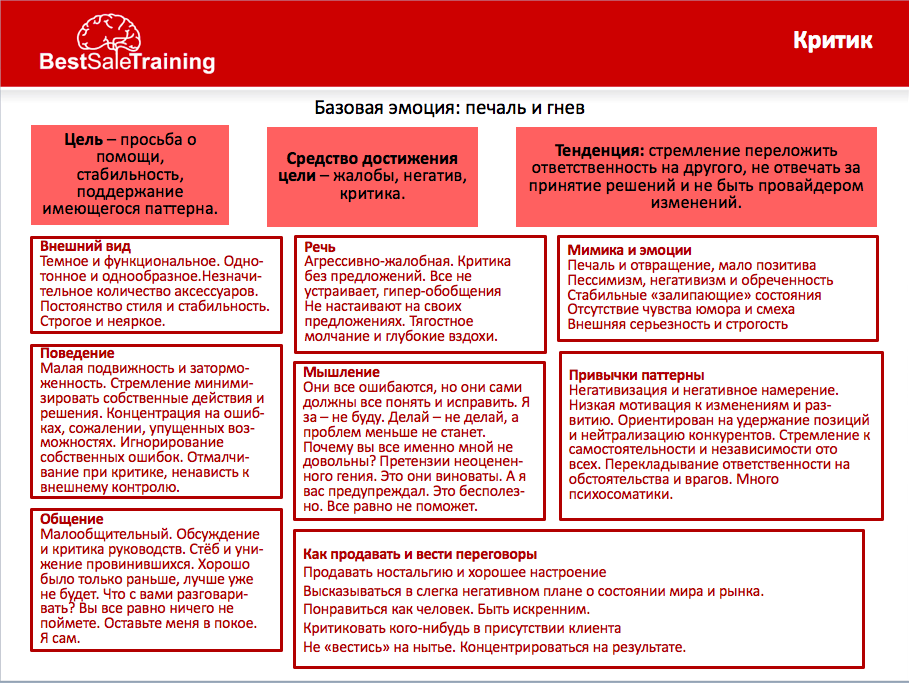 BestSaleTraining
Критик
Базовая эмоция: печаль и гнев
Цель – просьба о
помощи,
стабильность,
поддержание
имеющегося паттерна.
Средство достижения
цели – жалобы, негатив,
критика.
Тенденция: стремление переложить
ответственность на другого, не отвечать за
принятие решений и не быть провайдером
изменений.
Внешний вид
Темное и функциональное. Одно-
тонное и однообразное.Незначи-
тельное количество аксессуаров.
Постоянство стиля и стабильность.
Строгое и неяркое.
Речь
Агрессивно-жалобная. Критика
без предложений. Все не
устраивает, гипер-обобщения
Не настаивают на своих
предложениях. Тягостное
молчание и глубокие вздохи.
Мимика и эмоции
Печаль и отвращение, мало позитива
Пессимизм, негативизм и обреченность
Стабильные «залипающие» состояния
Отсутствие чувства юмора и смеха
Внешняя серьезность и строгость
Поведение
Малая подвижность и затормо-
женность. Стремление миними-
зировать собственные действия и
решения. Концентрация на ошиб-
ках, сожалении, упущенных воз-
можностях. Игнорирование
собственных ошибок. Отмалчи-
вание при критике, ненависть к
внешнему контролю.
Мышление
Они все ошибаются, но они сами
должны все понять и исправить. Я
за – не буду. Делай – не делай, а
проблем меньше не станет.
Почему вы все именно мной не
довольны? Претензии неоценен-
ного гения. Это они виноваты. А я
вас предупреждал. Это бесполез-
но. Все равно не поможет.
Привычки паттерны
Негативизация и негативное намерение.
Низкая мотивация к изменениям и раз-
витию. Ориентирован на удержание позиций
и нейтрализацию конкурентов. Стремление к
самостоятельности и независимости ото
всех. Перекладывание ответственности на
обстоятельства и врагов. Много
психосоматики.
Общение
Малообщительный. Обсуждение
и критика руководств. Стёб и уни-
жение провинившихся. Хорошо
было только раньше, лучше уже
не будет. Что с вами разговари-
вать? Вы все равно ничего не
поймете. Оставьте меня в покое.
Я сам.
Как продавать и вести переговоры
Продавать ностальгию и хорошее настроение
Высказываться в слегка негативном плане о состоянии мира и рынка.
Понравиться как человек. Быть искренним.
Критиковать кого-нибудь в присутствии клиента
Не «вестись» на нытье. Концентрироваться на результате.